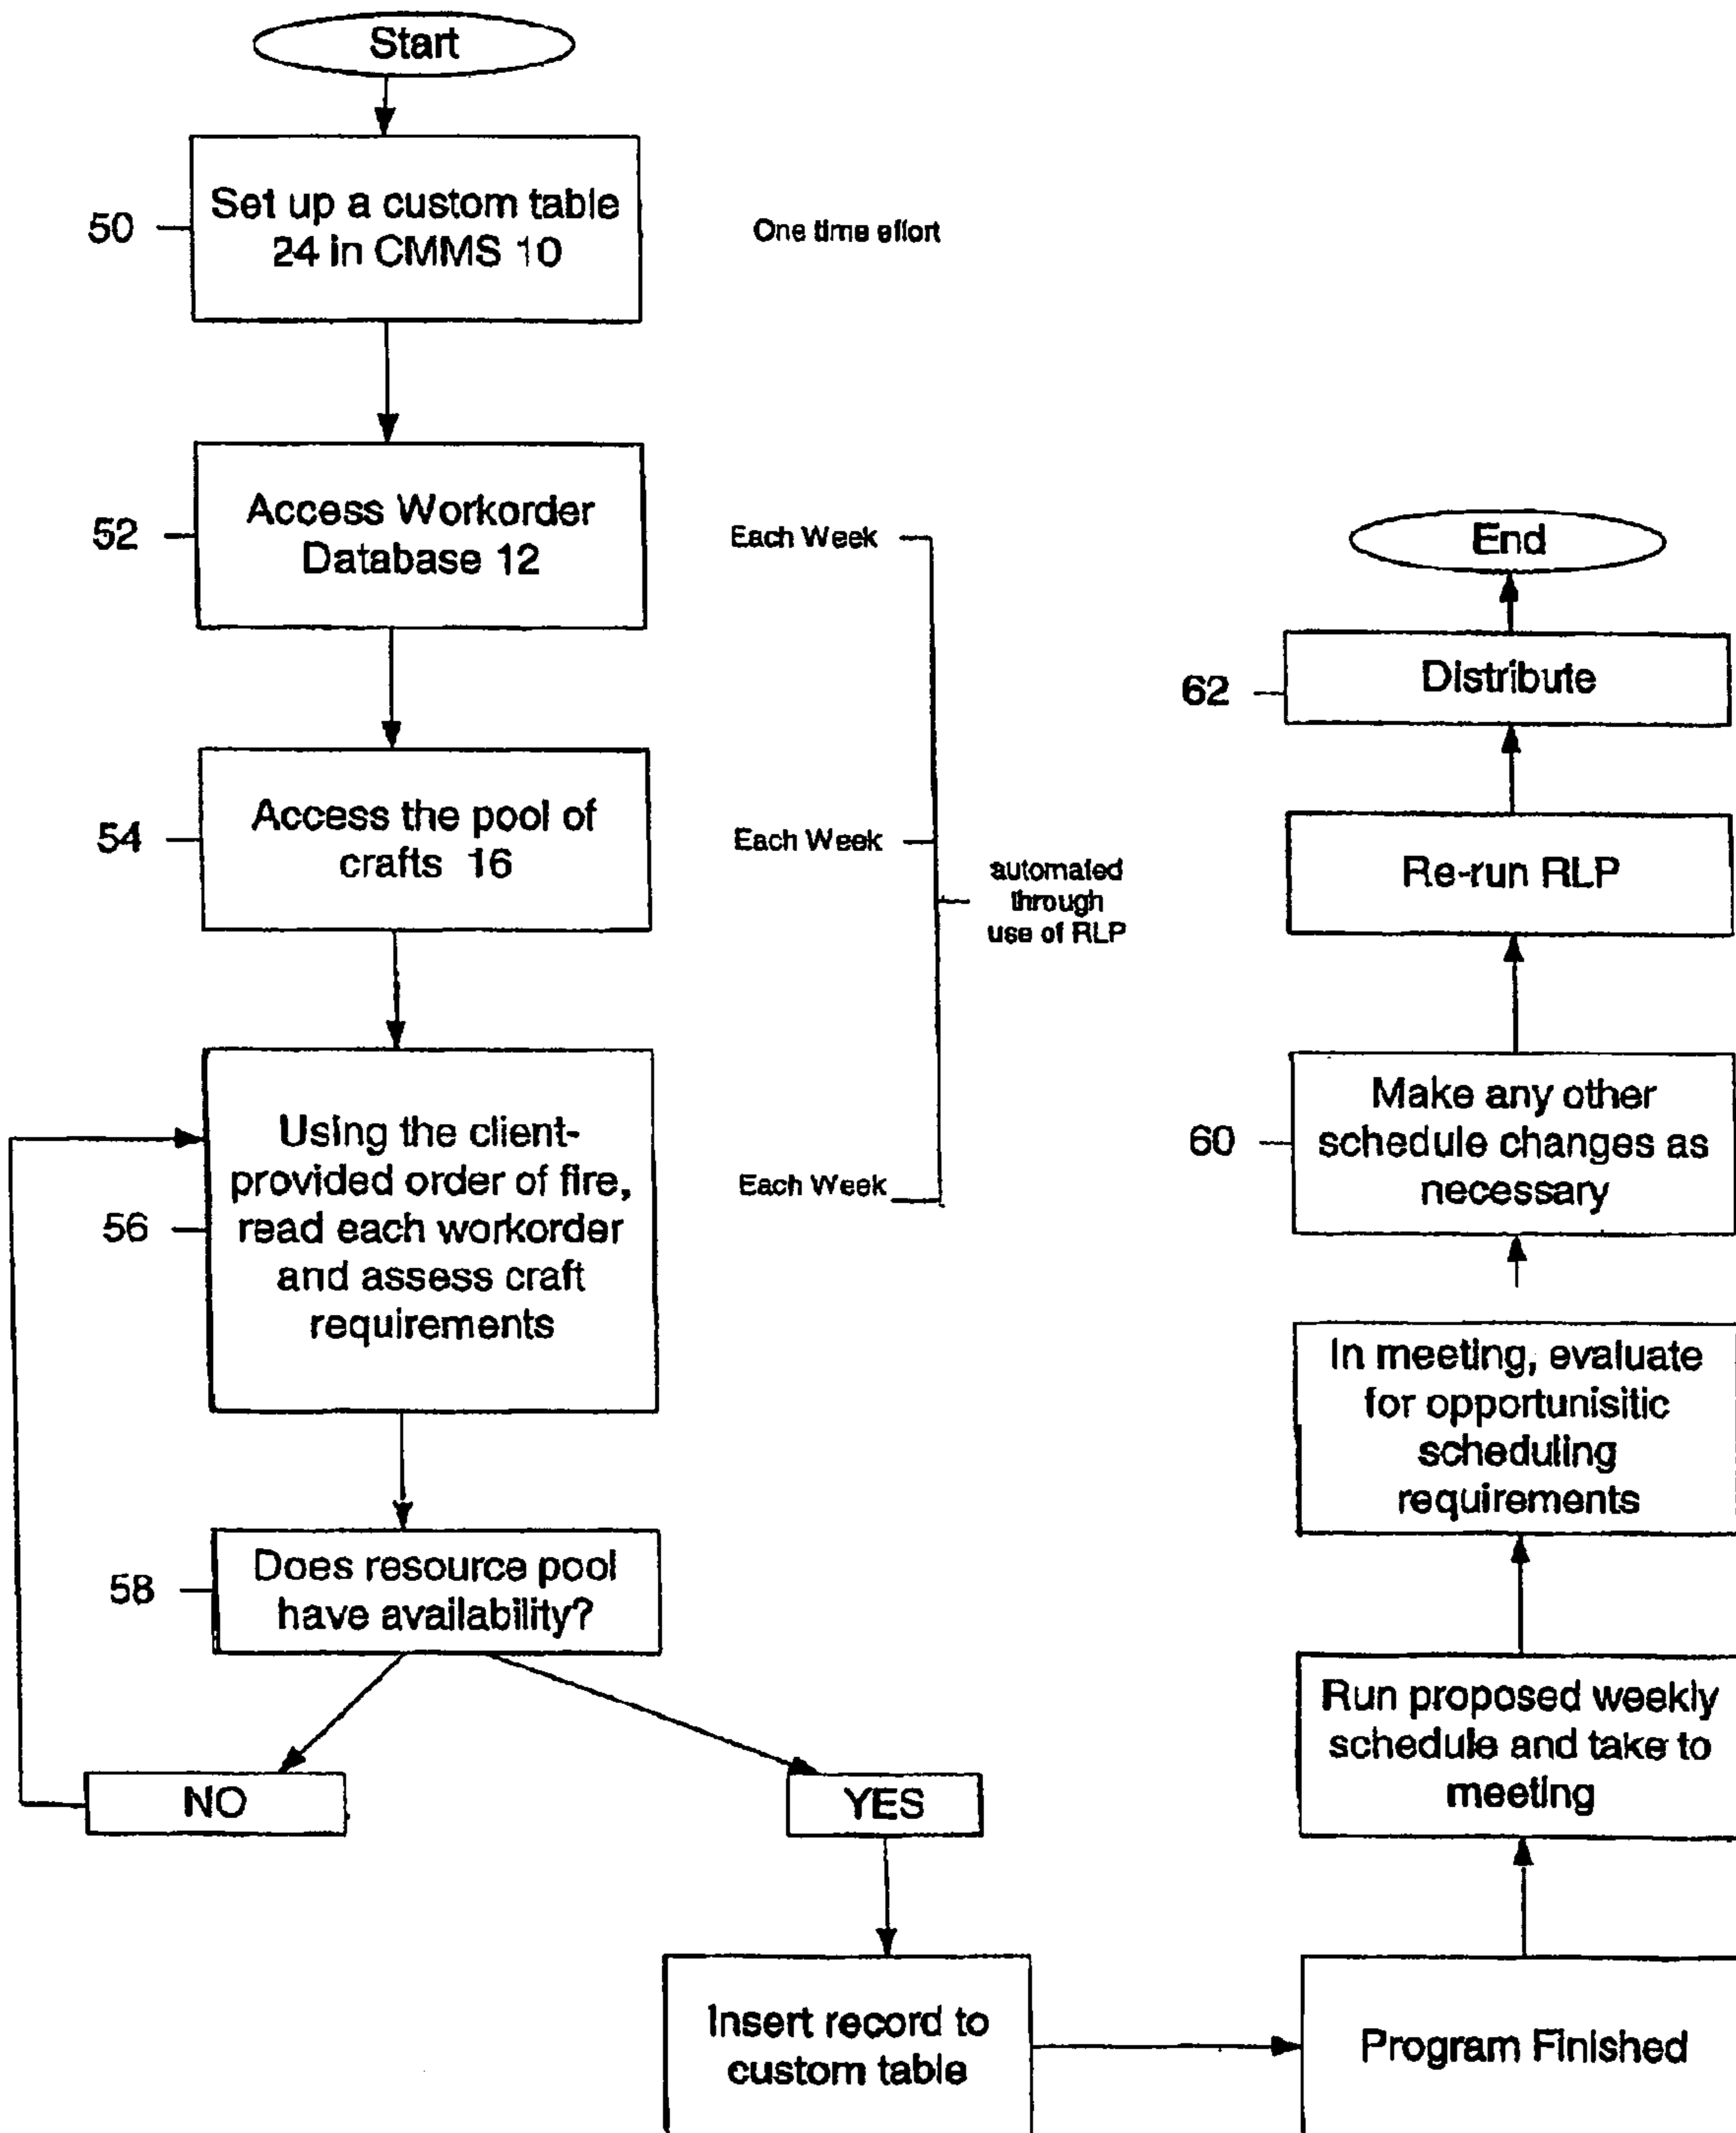 Start
50
Set up a custom table
24 in CMMS 10
One time effort
52
Access Workorder
Database 12
Each Week
54
Access the pool of
crafts 16
Each Week
automated
through
use of RLP
56
Using the client-
provided order of fire,
read each workorder
and assess craft
requirements
Each Week
58
Does resource pool
have availability?
NO
YES
Insert record to
custom table
Program Finished
Run proposed weekly
schedule and take to
meeting
In meeting, evaluate
for opportunisitic
scheduling
requirements
60
Make any other
schedule changes as
necessary
Re-run RLP
62
Distribute
End